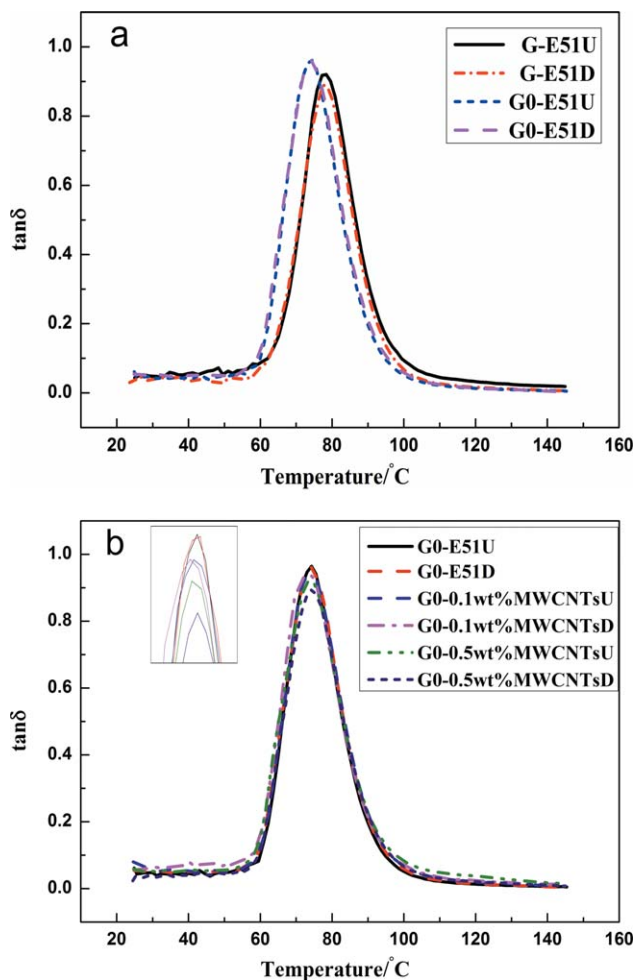 a
G-E51U
G-E51D
G0-E51U
G0-E51D
1.0
0.8
0.6
0.4
0.2
0.0
tanδ
20 40 60 80 100 120 140 160
Temperature/°C
b
G0-E51U
G0-E51D
G0-0.1wt%MWCNTsU
G0-0.1wt%MWCNTsD
G0-0.5wt%MWCNTsU
G0-0.5wt%MWCNTsD
1.0
0.8
0.6
0.4
0.2
0.0
tanδ
20 40 60 80 100 120 140 160
Temperature/°C